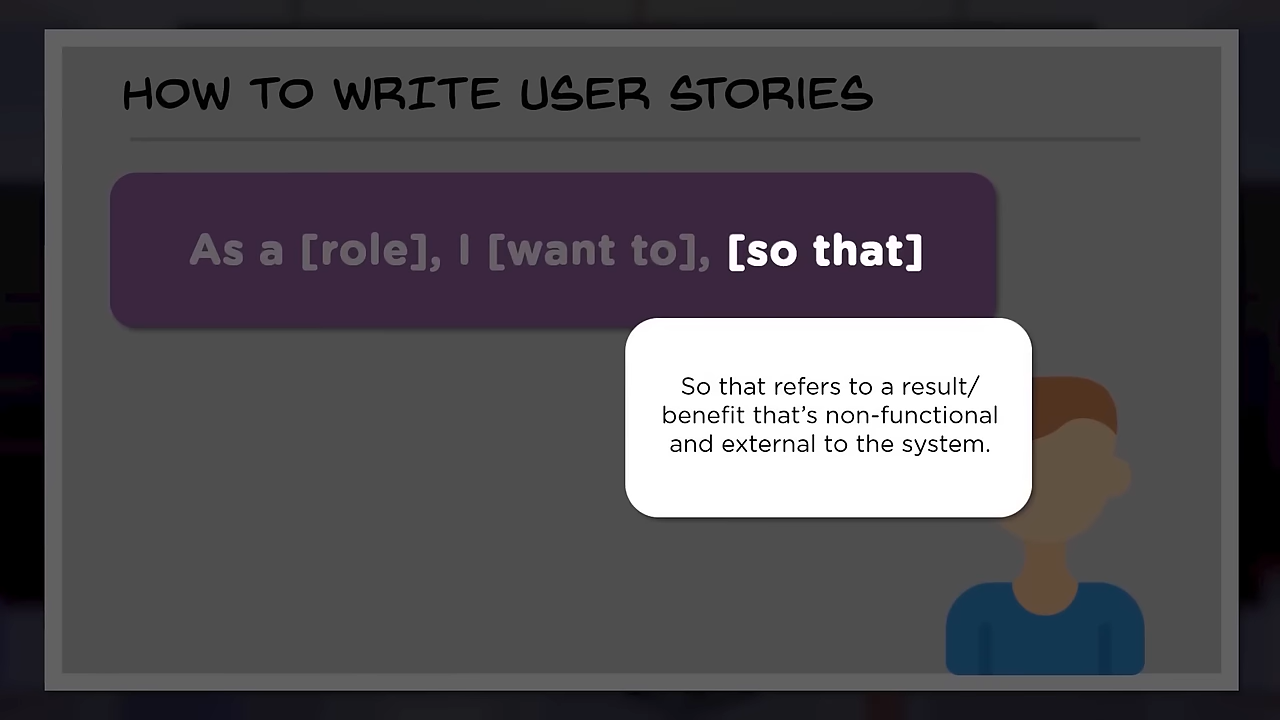 HOW TO WRITE USER STORIES
As a [role], I [want to], [so that]
So that refers to a result/
benefit that's non-functional
and external to the system.